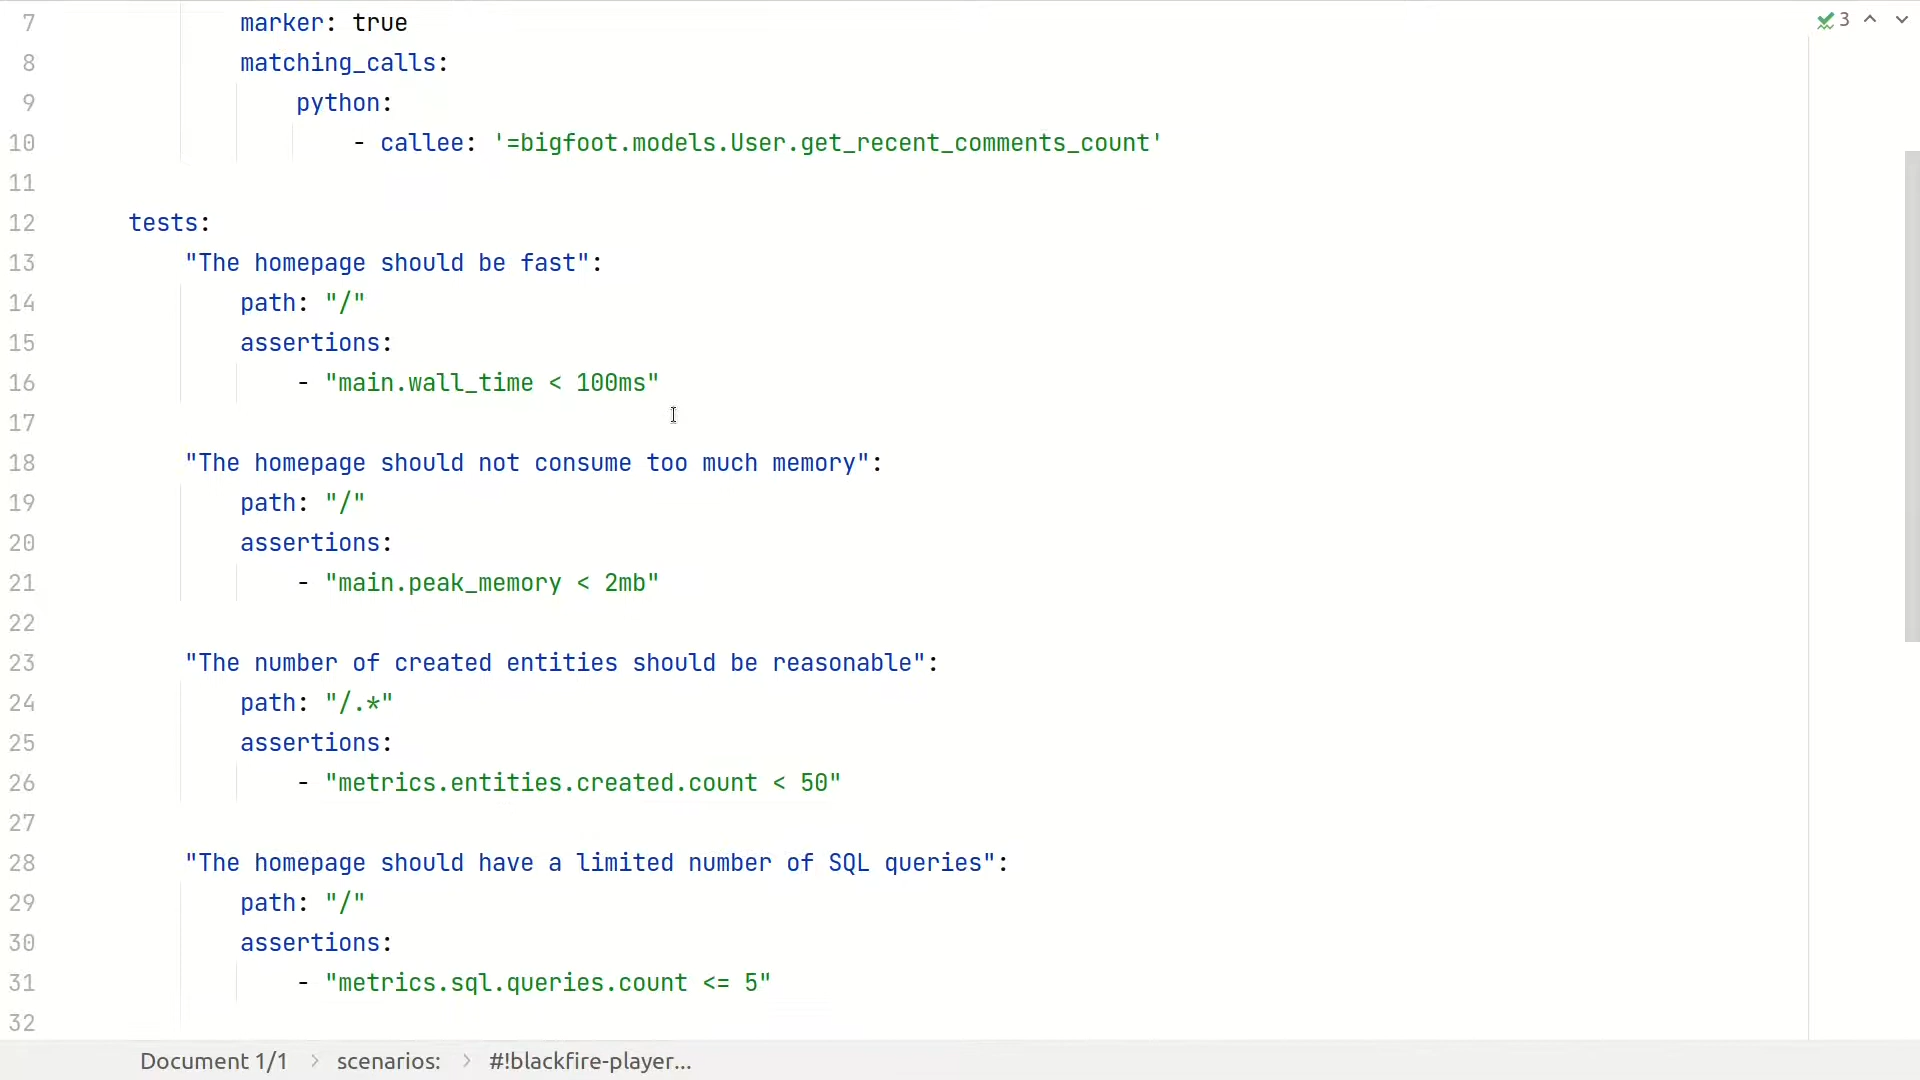 7 marker: true
3
8 matching_calls:
9 python:
10 - callee: '=bigfoot.models.User.get_recent_comments_count'
11
12 tests:
13 "The homepage should be fast":
14 path: "/"
15 assertions:
16 - "main.wall_time < 100ms"
17
18 "The homepage should not consume too much memory":
19 path: "/"
20 assertions:
21 - "main.peak_memory < 2mb"
22
23 "The number of created entities should be reasonable":
24 path: "/.*"
25 assertions:
26 - "metrics.entities.created.count < 50"
27
28 "The homepage should have a limited number of SQL queries":
29 path: "/"
30 assertions:
31 - "metrics.sql.queries.count <= 5"
32
Document 1/1 > scenarios: > #!blackfire-player...